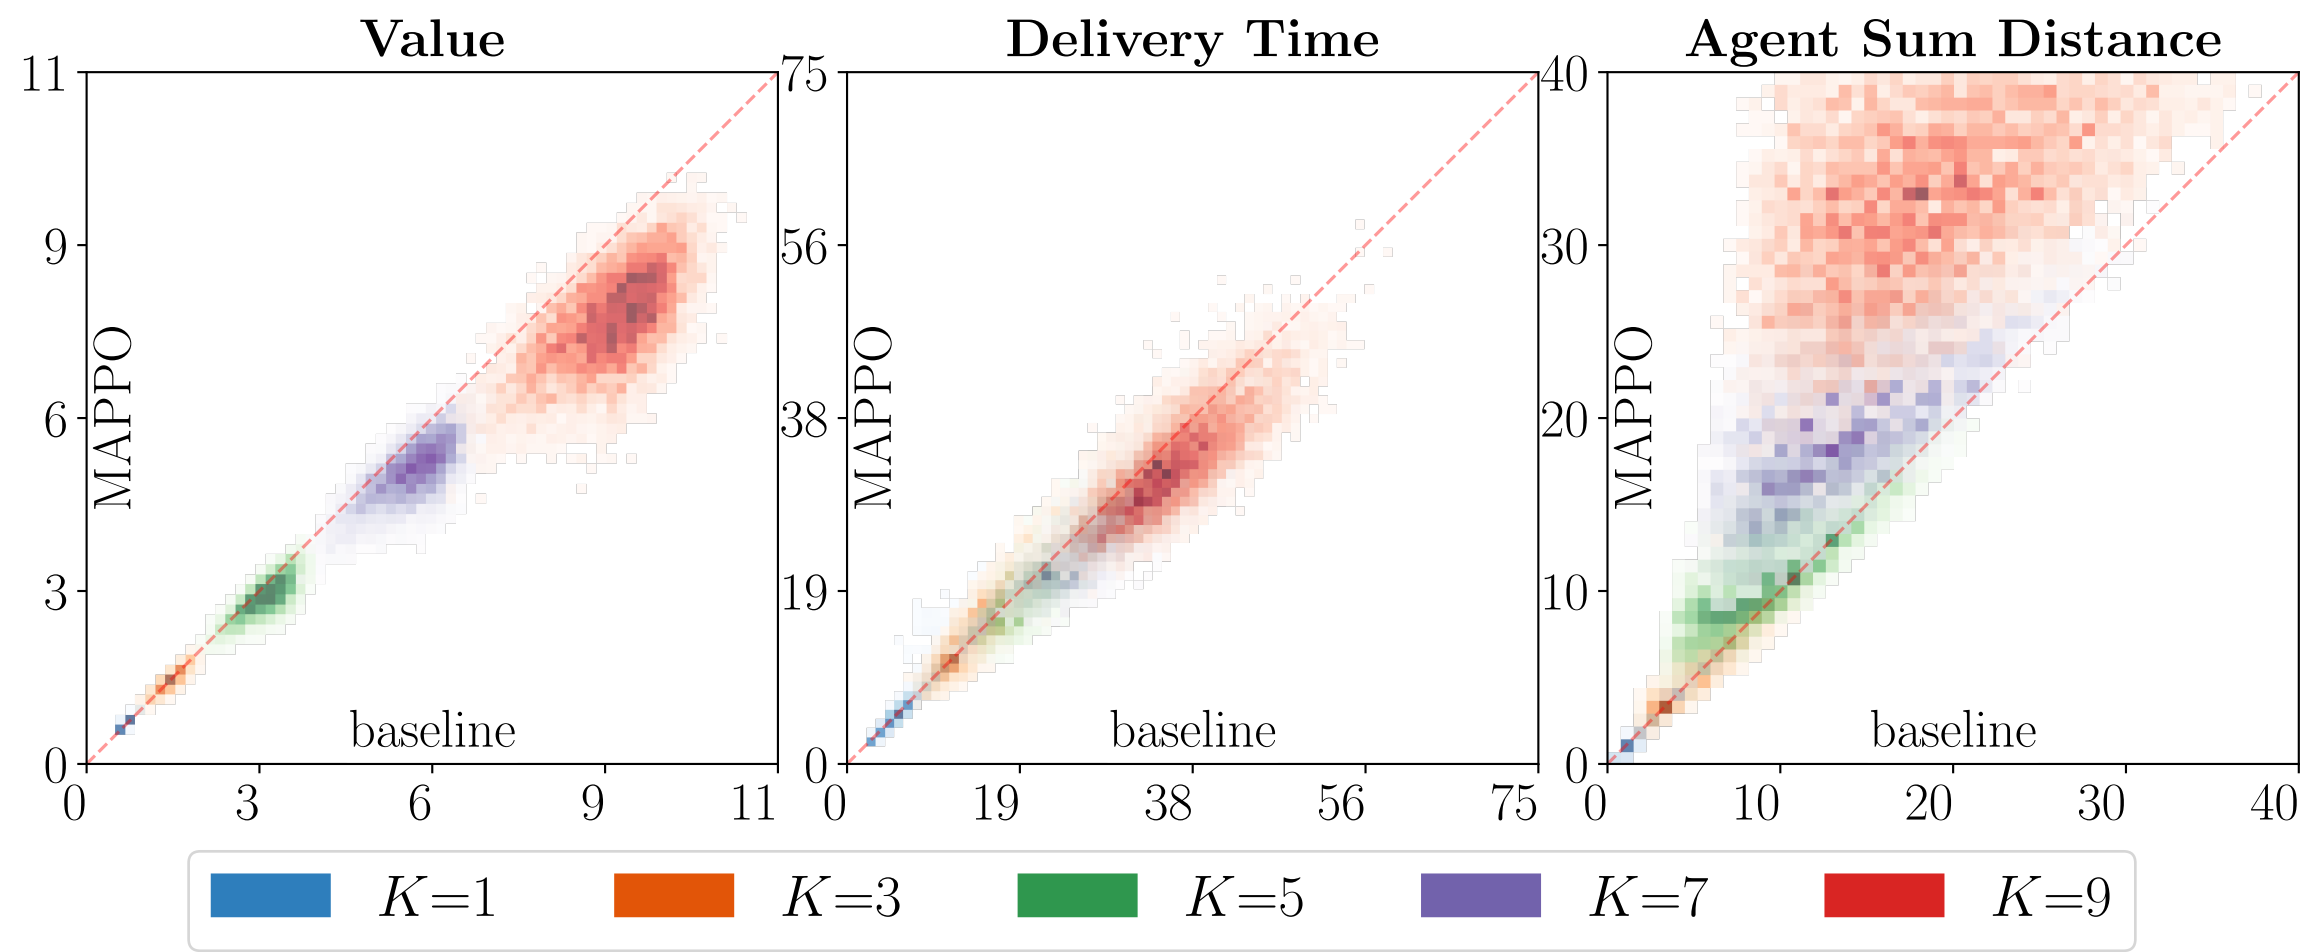 Value
11
9
6
3
0
MAPPO
baseline
0 3 6 9 11
Delivery Time
75
56
38
19
0
MAPPO
baseline
0 19 38 56 75
Agent Sum Distance
40
30
20
10
0
MAPPO
baseline
0 10 20 30 40
K=1 K=3 K=5 K=7 K=9